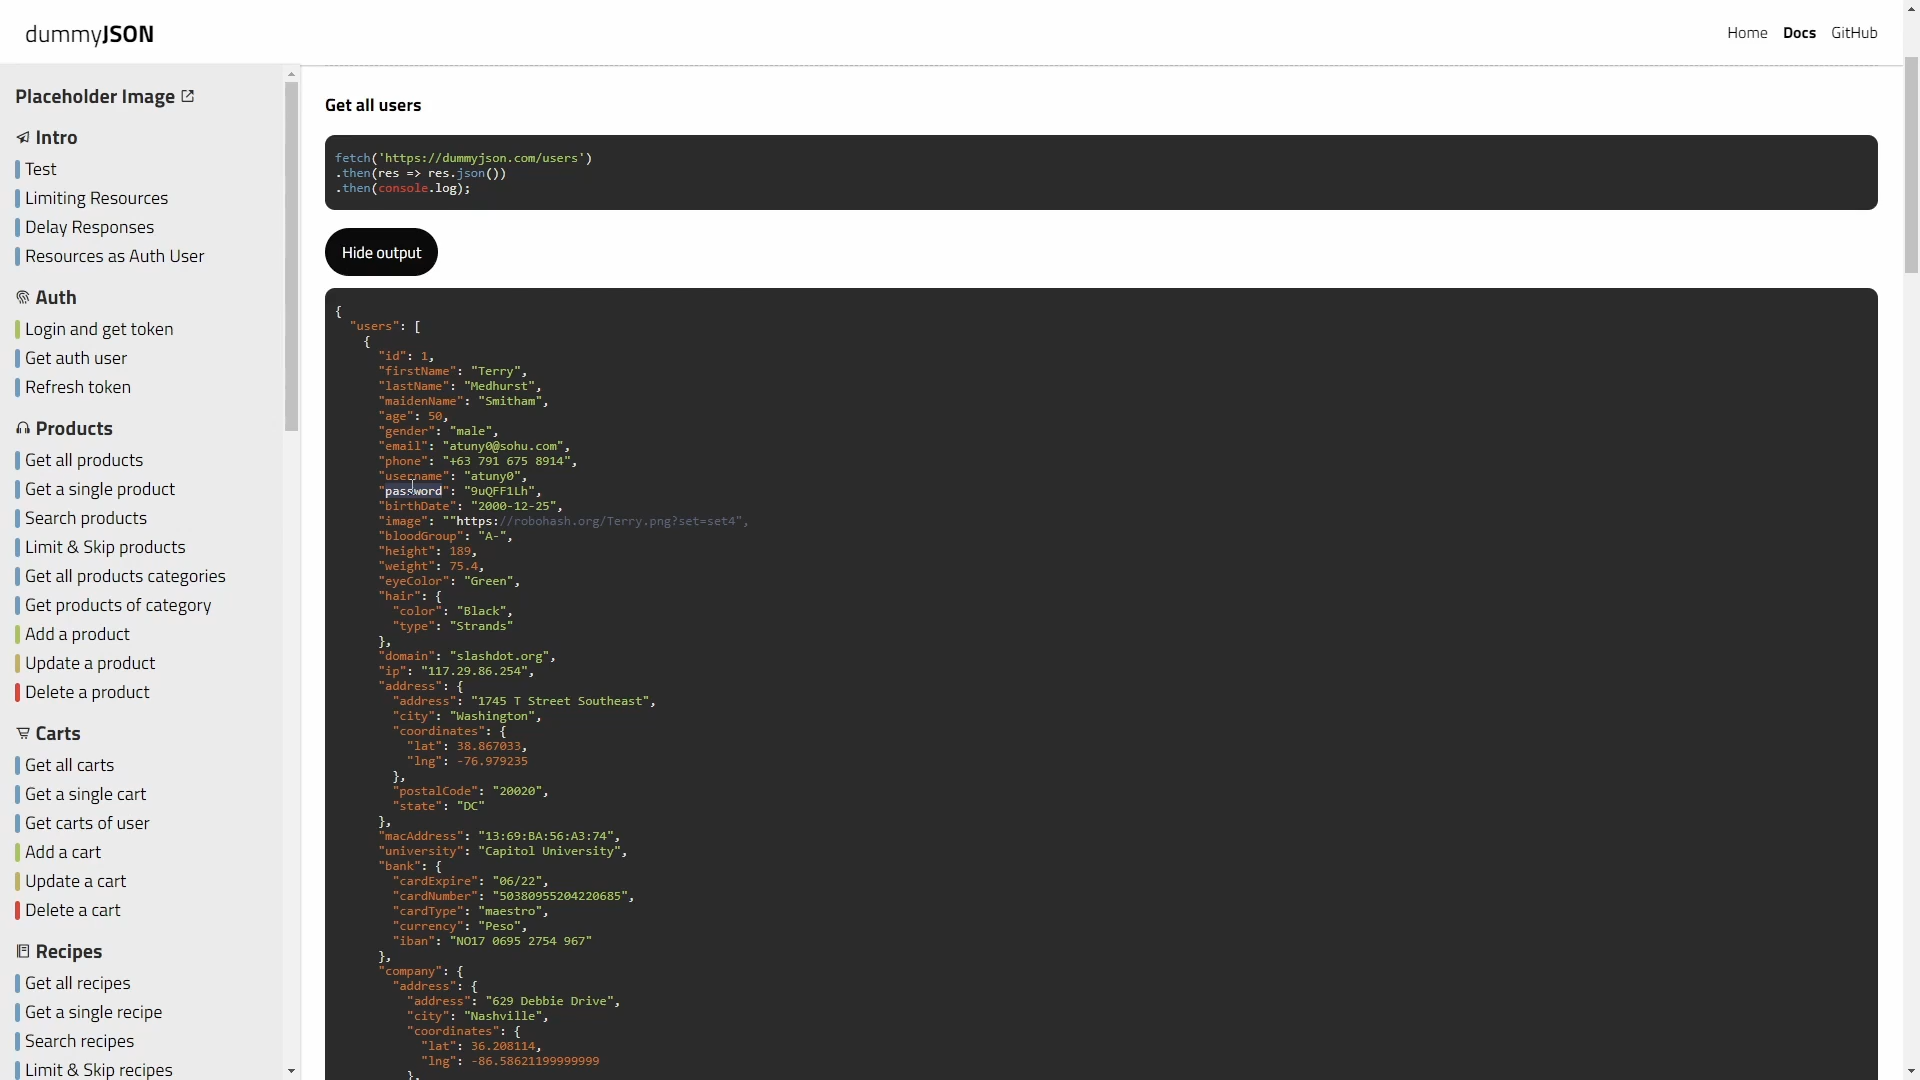 dummyJSON
Home Docs GitHub
Placeholder Image
Intro
Test
Limiting Resources
Delay Responses
Resources as Auth User
Auth
Login and get token
Get auth user
Refresh token
Products
Get all products
Get a single product
Search products
Limit & Skip products
Get all products categories
Get products of category
Add a product
Update a product
Delete a product
Carts
Get all carts
Get a single cart
Get carts of user
Add a cart
Update a cart
Delete a cart
Recipes
Get all recipes
Get a single recipe
Search recipes
Limit & Skip recipes
Get all users
fetch('https://dummyjson.com/users')
.then(res => res.json())
.then(console.log);
Hide output
{
"users": [
{
"id": 1,
"firstName": "Terry",
"lastName": "Medhurst",
"maidenName": "Smitham",
"age": 50,
"gender": "male",
"email": "atuny0@sohu.com",
"phone": "+63 791 675 8914",
"username": "atuny0",
"password": "9uQFF1Lh",
"birthDate": "2000-12-25",
"image": ""https://robohash.org/Terry.png?set=set4",
"bloodGroup": "A-",
"height": 189,
"weight": 75.4,
"eyeColor": "Green",
"hair": {
"color": "Black",
"type": "Strands"
},
"domain": "slashdot.org",
"ip": "117.29.86.254",
"address": {
"address": "1745 T Street Southeast",
"city": "Washington",
"coordinates": {
"lat": 38.867033,
"lng": -76.979235
},
"postalCode": "20020",
"state": "DC"
},
"macAddress": "13:69:BA:56:A3:74",
"university": "Capitol University",
"bank": {
"cardExpire": "06/22",
"cardNumber": "50380955204220685",
"cardType": "maestro",
"currency": "Peso",
"iban": "NO17 0695 2754 967"
},
"company": {
"address": {
"address": "629 Debbie Drive",
"city": "Nashville",
"coordinates": {
"lat": 36.208114,
"lng": -86.58621199999999
},